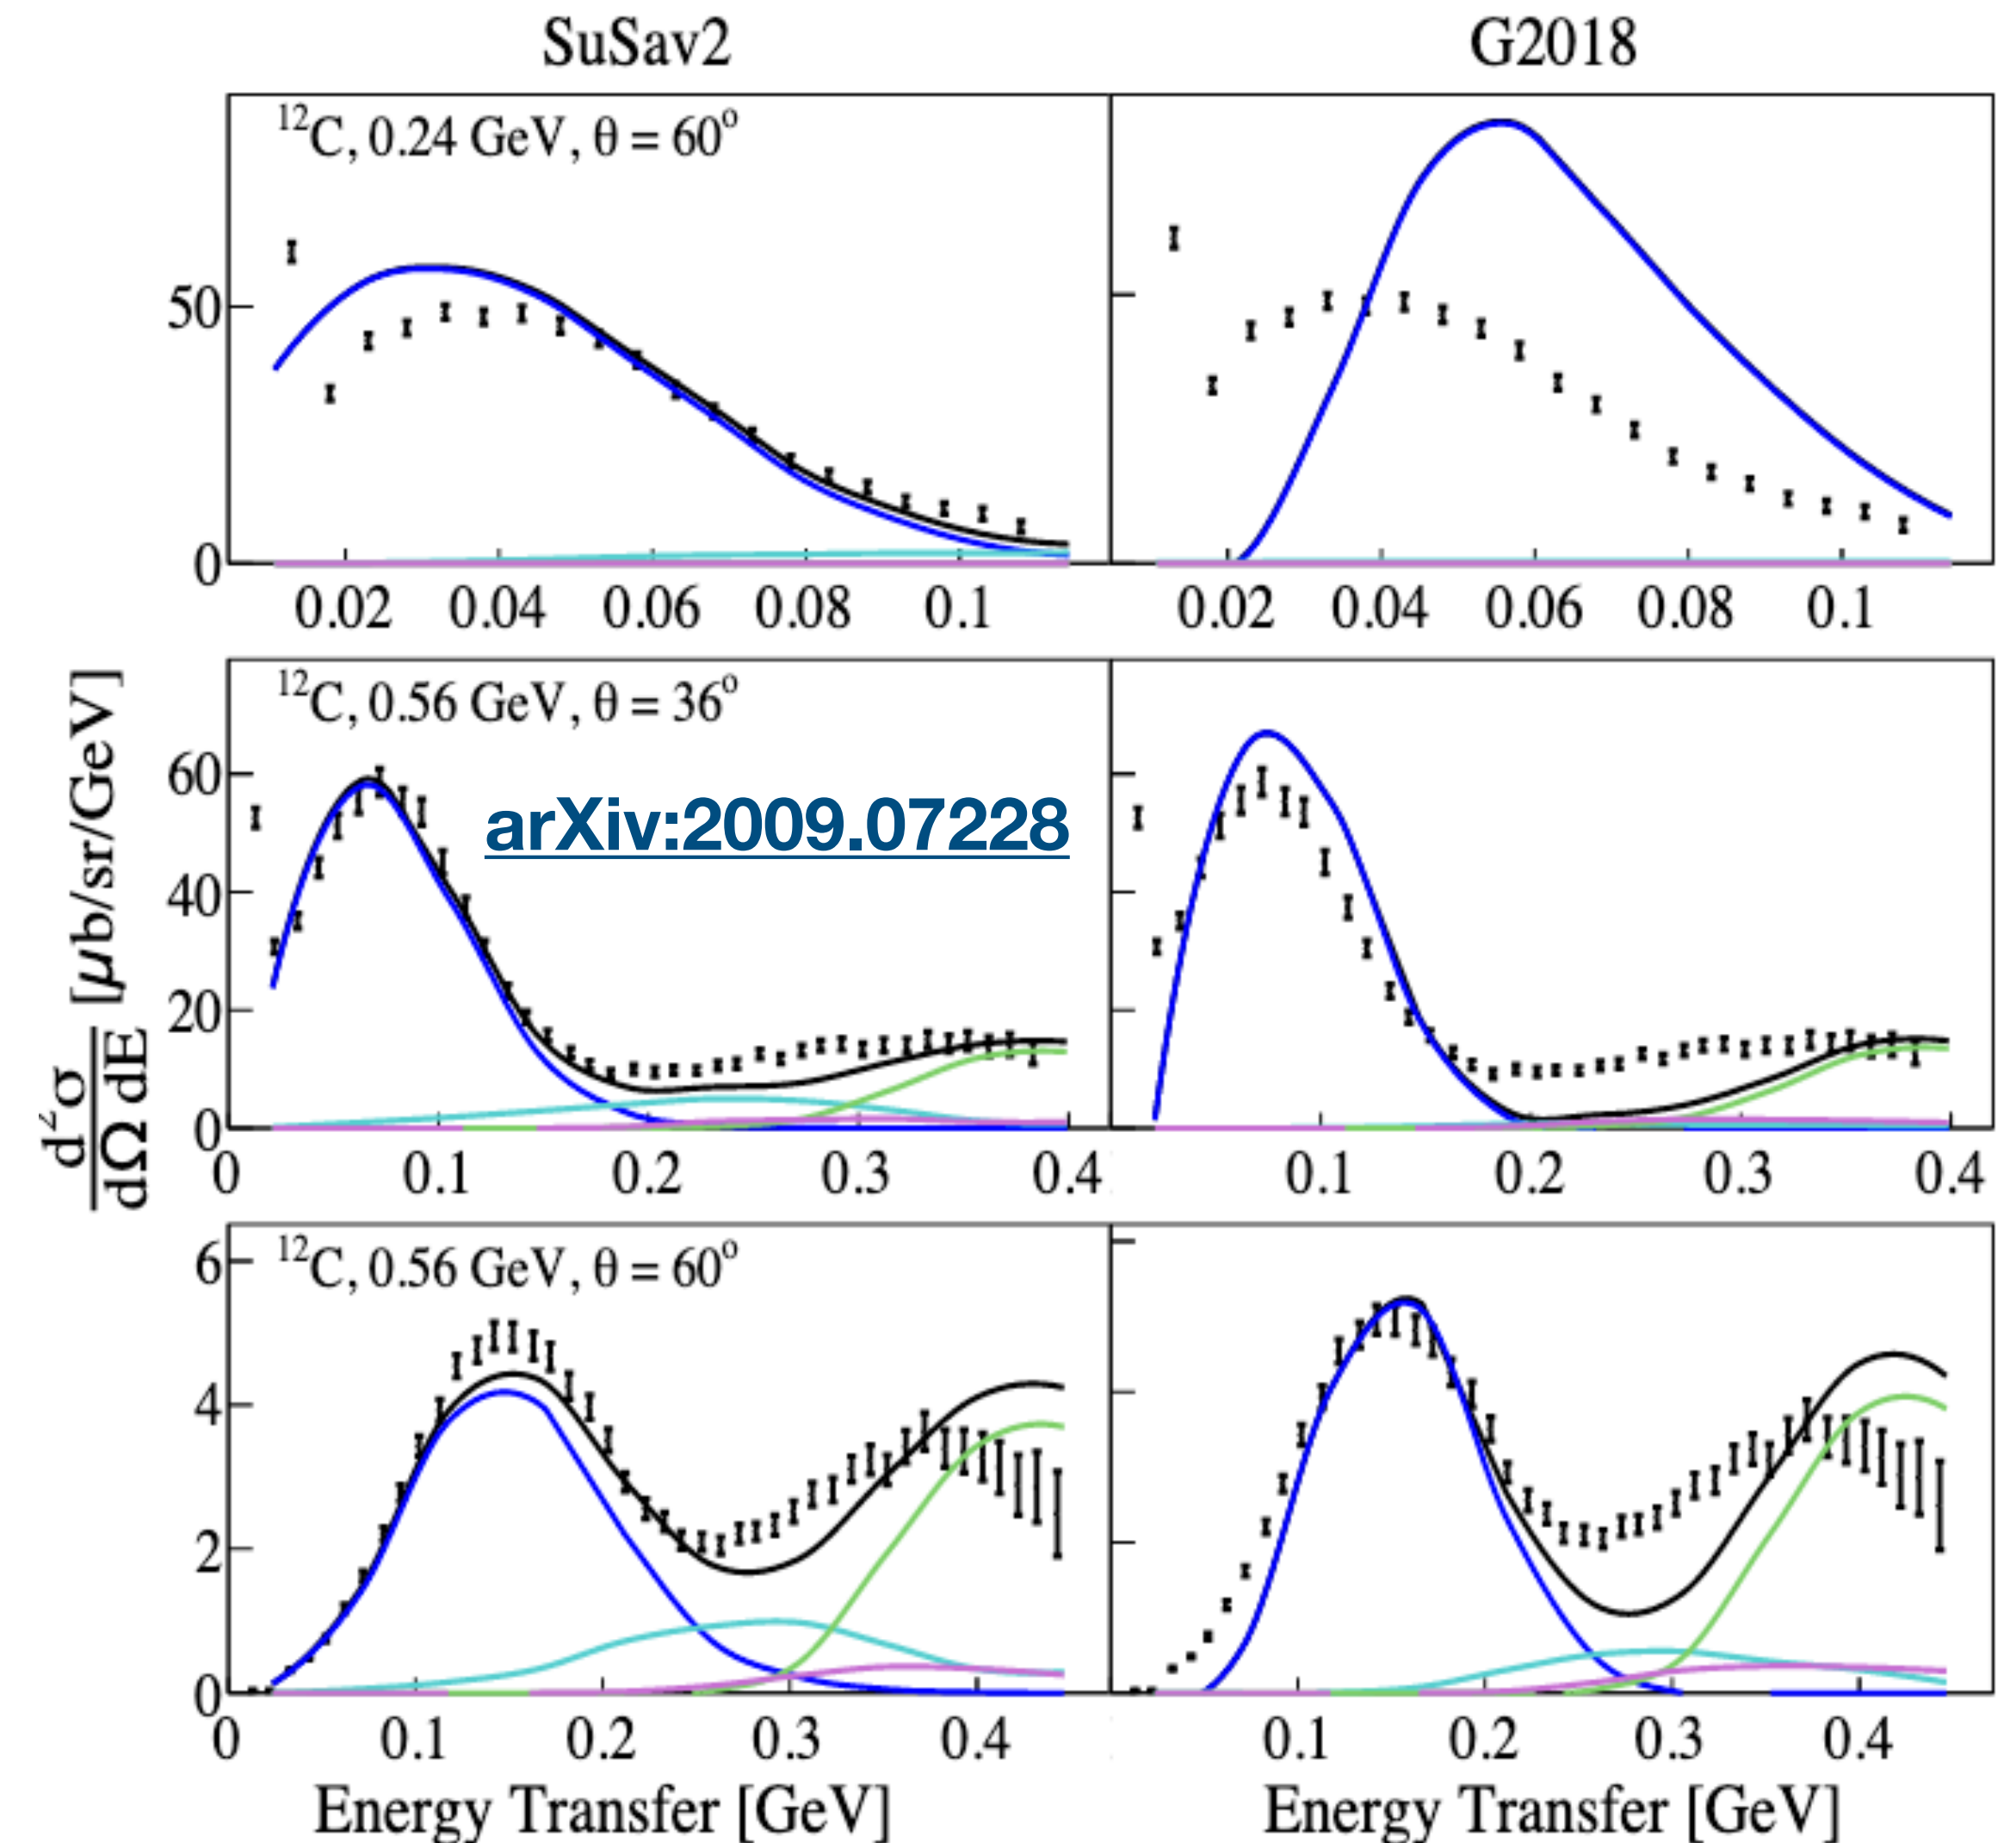 SuSav2 G2018
¹²C, 0.24 GeV, θ = 60°
50
0
0.02 0.04 0.06 0.08 0.1 0.02 0.04 0.06 0.08 0.1
¹²C, 0.56 GeV, θ = 36°
60
arXiv:2009.07228
40
20
0
0 0.1 0.2 0.3 0.4 0.1 0.2 0.3 0.4
d²σ
dΩ dE [μb/sr/GeV]
¹²C, 0.56 GeV, θ = 60°
6
4
2
0
0 0.1 0.2 0.3 0.4 0.1 0.2 0.3 0.4
Energy Transfer [GeV] Energy Transfer [GeV]